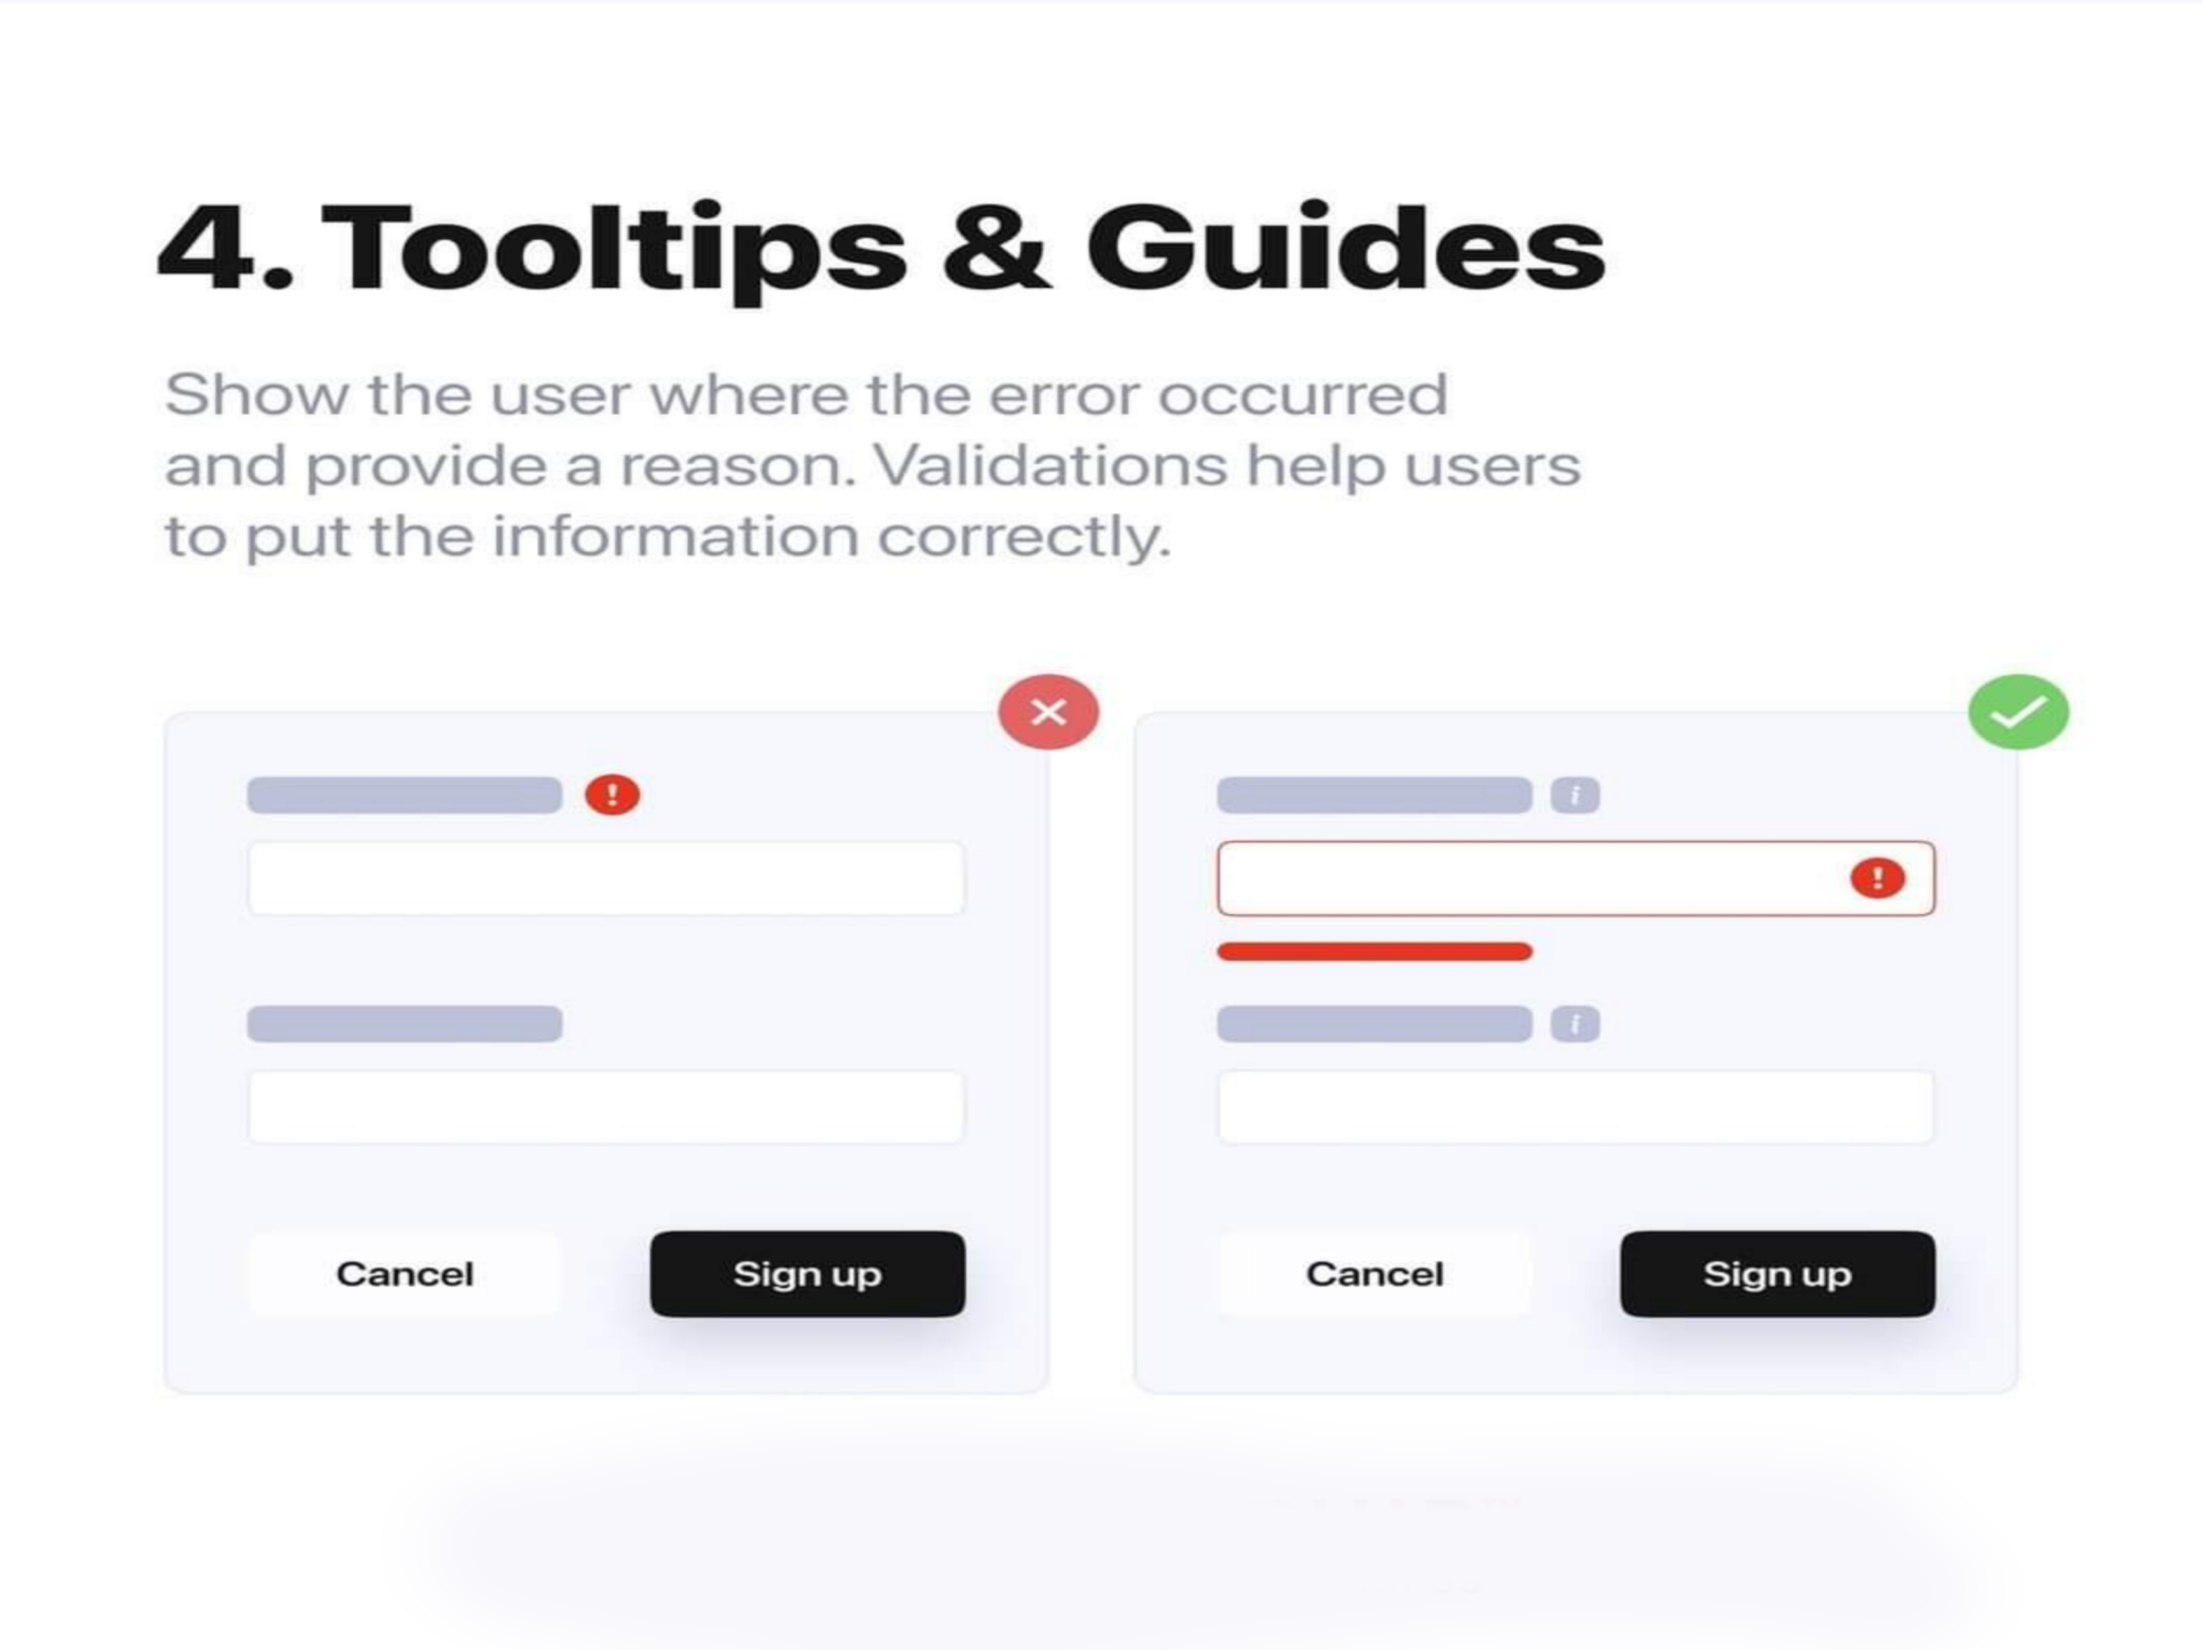 4. Tooltips & Guides
Show the user where the error occurred
and provide a reason. Validations help users
to put the information correctly.
!
i
i
!
Cancel
Sign up
Cancel
Sign up